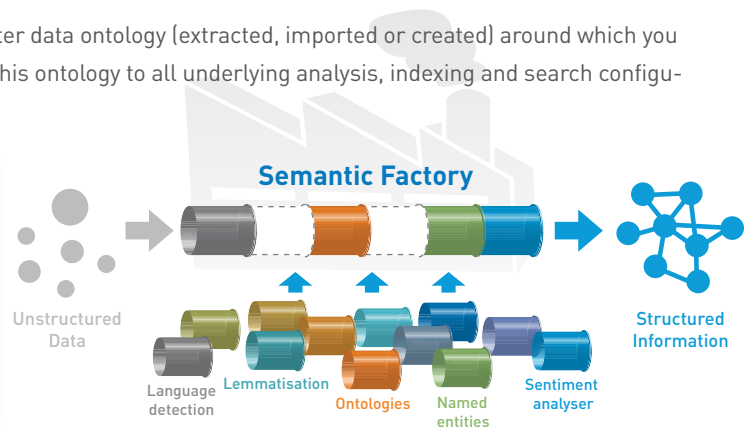 ter data ontology (extracted, imported or created) around which you
his ontology to all underlying analysis, indexing and search configu-
Semantic Factory
Unstructured
Data
Structured
Information
Language
detection
Lemmatisation
Ontologies
Named
entities
Sentiment
analyser